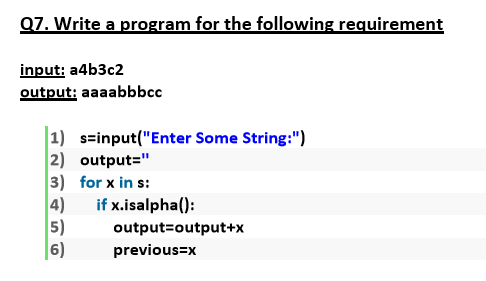 Q7. Write a program for the following requirement
input: a4b3c2
output: aaaabbbcc
1) s=input("Enter Some String:")
2) output=''
3) for x in s:
4) if x.isalpha():
5) output=output+x
6) previous=x